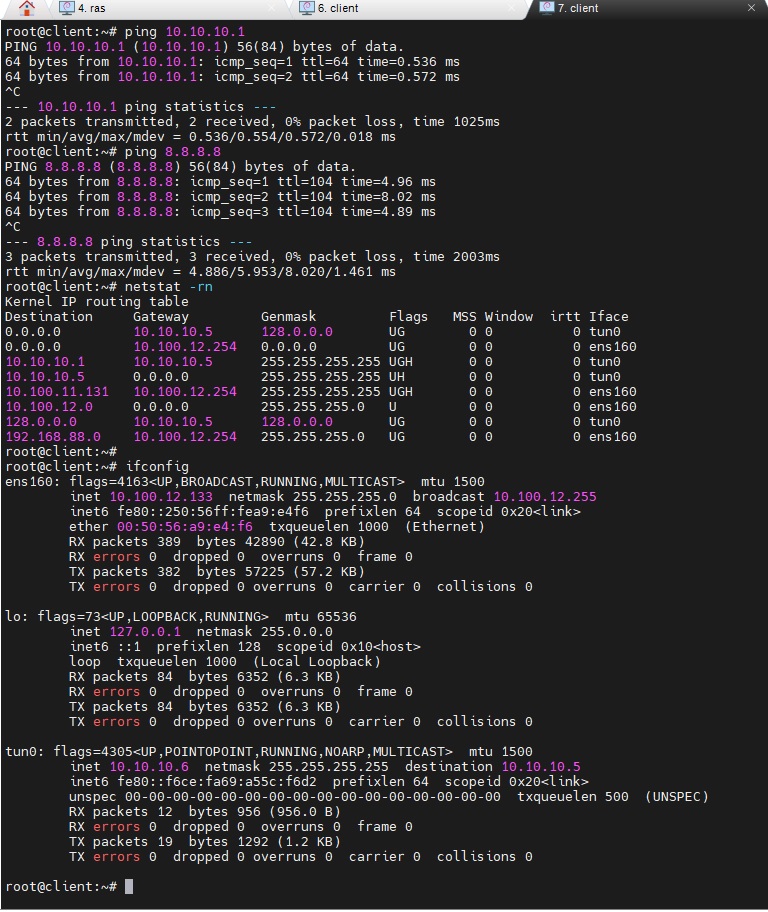 4. ras
6. client
7. client
root@client:~# ping 10.10.10.1
PING 10.10.10.1 (10.10.10.1) 56(84) bytes of data.
64 bytes from 10.10.10.1: icmp_seq=1 ttl=64 time=0.536 ms
64 bytes from 10.10.10.1: icmp_seq=2 ttl=64 time=0.572 ms
^C
--- 10.10.10.1 ping statistics ---
2 packets transmitted, 2 received, 0% packet loss, time 1025ms
rtt min/avg/max/mdev = 0.536/0.554/0.572/0.018 ms
root@client:~# ping 8.8.8.8
PING 8.8.8.8 (8.8.8.8) 56(84) bytes of data.
64 bytes from 8.8.8.8: icmp_seq=1 ttl=104 time=4.96 ms
64 bytes from 8.8.8.8: icmp_seq=2 ttl=104 time=8.02 ms
64 bytes from 8.8.8.8: icmp_seq=3 ttl=104 time=4.89 ms
^C
--- 8.8.8.8 ping statistics ---
3 packets transmitted, 3 received, 0% packet loss, time 2003ms
rtt min/avg/max/mdev = 4.886/5.953/8.020/1.461 ms
root@client:~# netstat -rn
Kernel IP routing table
Destination     Gateway         Genmask         Flags   MSS Window  irtt Iface
0.0.0.0         10.10.10.5      128.0.0.0       UG        0 0          0 tun0
0.0.0.0         10.100.12.254   0.0.0.0         UG        0 0          0 ens160
10.10.10.1      10.10.10.5      255.255.255.255 UGH       0 0          0 tun0
10.10.10.5      0.0.0.0         255.255.255.255 UH        0 0          0 tun0
10.100.11.131   10.100.12.254   255.255.255.255 UGH       0 0          0 ens160
10.100.12.0     0.0.0.0         255.255.255.0   U         0 0          0 ens160
128.0.0.0       10.10.10.5      128.0.0.0       UG        0 0          0 tun0
192.168.88.0    10.100.12.254   255.255.255.0   UG        0 0          0 ens160
root@client:~#
root@client:~# ifconfig
ens160: flags=4163<UP,BROADCAST,RUNNING,MULTICAST>  mtu 1500
        inet 10.100.12.133  netmask 255.255.255.0  broadcast 10.100.12.255
        inet6 fe80::250:56ff:fea9:e4f6  prefixlen 64  scopeid 0x20<link>
        ether 00:50:56:a9:e4:f6  txqueuelen 1000  (Ethernet)
        RX packets 389  bytes 42890 (42.8 KB)
        RX errors 0  dropped 0  overruns 0  frame 0
        TX packets 382  bytes 57225 (57.2 KB)
        TX errors 0  dropped 0 overruns 0  carrier 0  collisions 0
lo: flags=73<UP,LOOPBACK,RUNNING>  mtu 65536
        inet 127.0.0.1  netmask 255.0.0.0
        inet6 ::1  prefixlen 128  scopeid 0x10<host>
        loop  txqueuelen 1000  (Local Loopback)
        RX packets 84  bytes 6352 (6.3 KB)
        RX errors 0  dropped 0  overruns 0  frame 0
        TX packets 84  bytes 6352 (6.3 KB)
        TX errors 0  dropped 0 overruns 0  carrier 0  collisions 0
tun0: flags=4305<UP,POINTOPOINT,RUNNING,NOARP,MULTICAST>  mtu 1500
        inet 10.10.10.6  netmask 255.255.255.255  destination 10.10.10.5
        inet6 fe80::f6ce:fa69:a55c:f6d2  prefixlen 64  scopeid 0x20<link>
        unspec 00-00-00-00-00-00-00-00-00-00-00-00-00-00-00-00  txqueuelen 500  (UNSPEC)
        RX packets 12  bytes 956 (956.0 B)
        RX errors 0  dropped 0  overruns 0  frame 0
        TX packets 19  bytes 1292 (1.2 KB)
        TX errors 0  dropped 0 overruns 0  carrier 0  collisions 0
root@client:~#